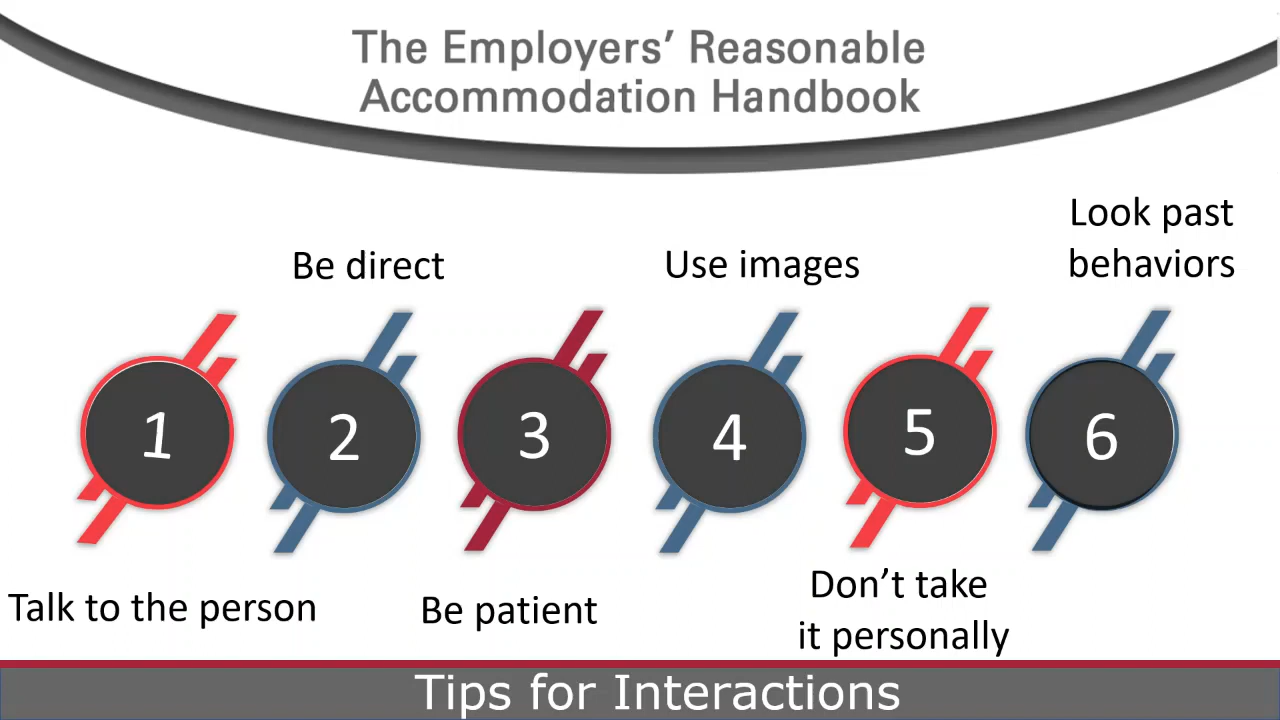 The Employers’ Reasonable
Accommodation Handbook
1
Talk to the person
2
Be direct
3
Be patient
4
Use images
5
Don’t take
it personally
6
Look past
behaviors
Tips for Interactions